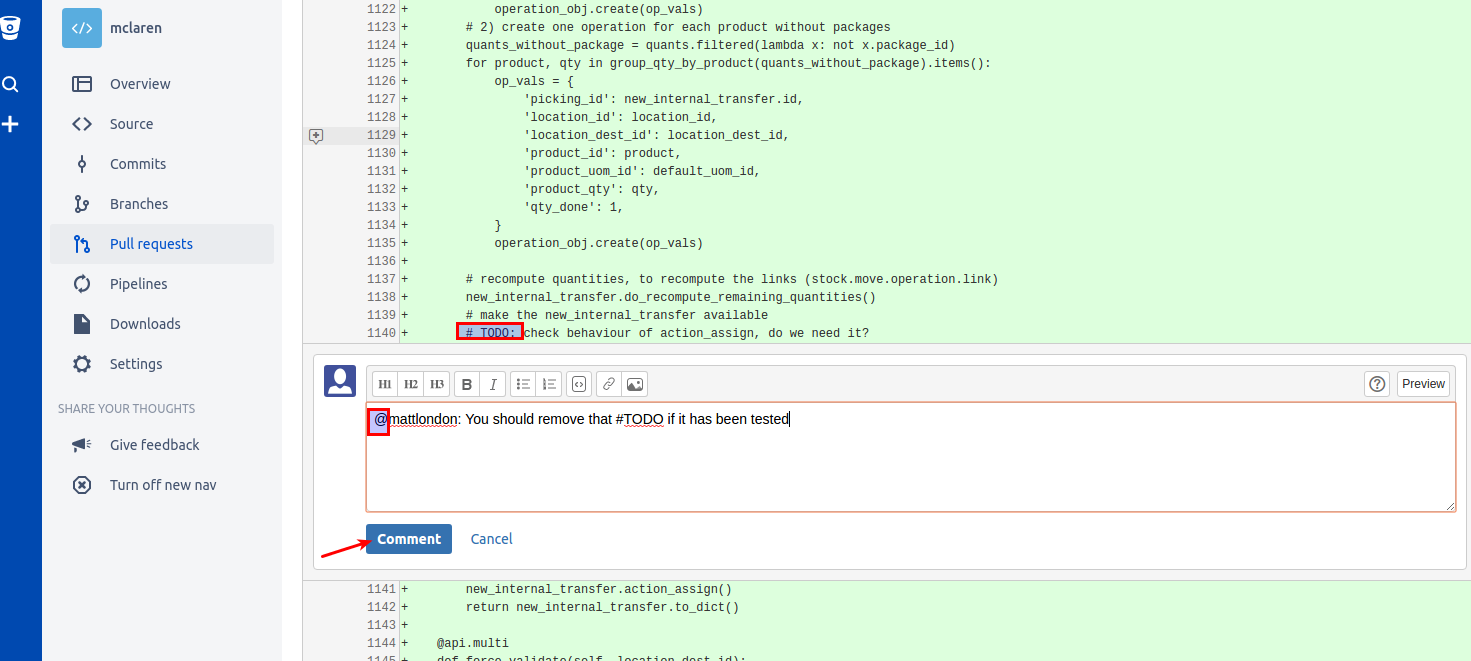 mclaren
Overview
Source
Commits
Branches
Pull requests
Pipelines
Downloads
Settings
SHARE YOUR THOUGHTS
Give feedback
Turn off new nav
1122 + operation_obj.create(op_vals)
1123 + # 2) create one operation for each product without packages
1124 + quants_without_package = quants.filtered(lambda x: not x.package_id)
1125 + for product, qty in group_qty_by_product(quants_without_package).items():
1126 + op_vals = {
1127 + 'picking_id': new_internal_transfer.id,
1128 + 'location_id': location_id,
1129 + 'location_dest_id': location_dest_id,
1130 + 'product_id': product,
1131 + 'product_uom_id': default_uom_id,
1132 + 'product_qty': qty,
1133 + 'qty_done': 1,
1134 + }
1135 + operation_obj.create(op_vals)
1136 +
1137 + # recompute quantities, to recompute the links (stock.move.operation.link)
1138 + new_internal_transfer.do_recompute_remaining_quantities()
1139 + # make the new_internal_transfer available
1140 + # TODO: check behaviour of action_assign, do we need it?
H1 H2 H3 B I Preview
@mattlondon: You should remove that #TODO if it has been tested
Comment Cancel
1141 + new_internal_transfer.action_assign()
1142 + return new_internal_transfer.to_dict()
1143 +
1144 + @api.multi
1145 + def force_validate(self, location_dest_id):